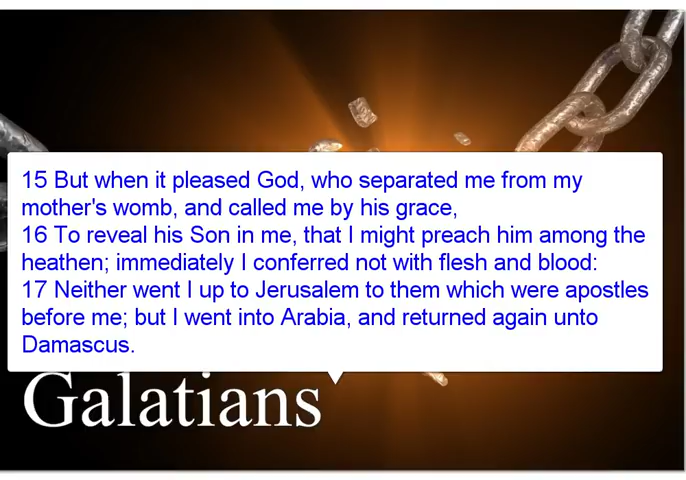 15 But when it pleased God, who separated me from my
mother's womb, and called me by his grace,
16 To reveal his Son in me, that I might preach him among the
heathen; immediately I conferred not with flesh and blood:
17 Neither went I up to Jerusalem to them which were apostles
before me; but I went into Arabia, and returned again unto
Damascus.
Galatians